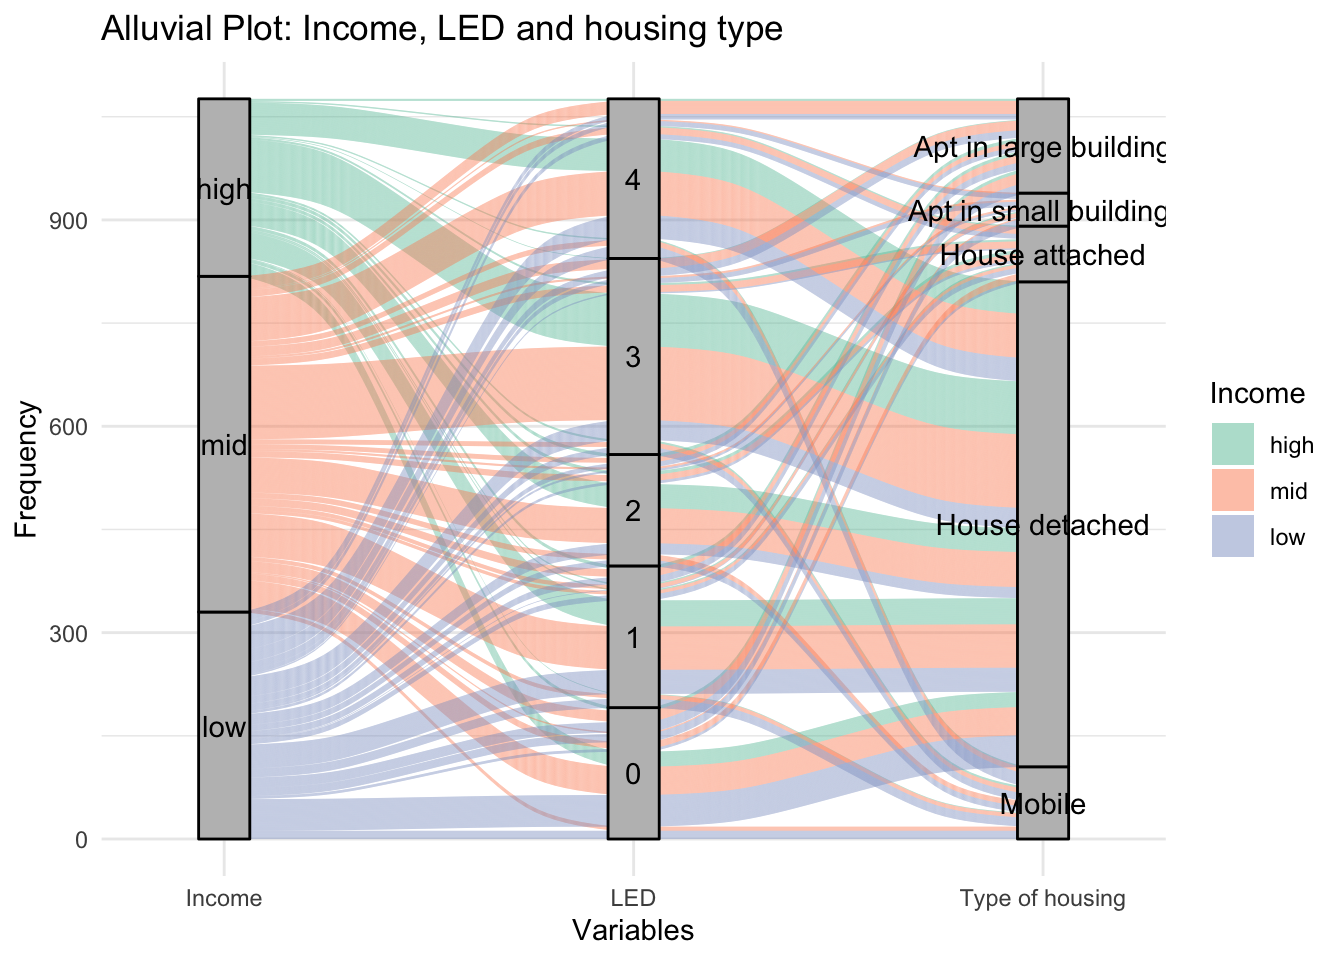 Alluvial Plot: Income, LED and housing type
Frequency
900
600
300
0
high
mid
low
4
3
2
1
0
Apt in large building
Apt in small building
House attached
House detached
Mobile
Income
LED
Type of housing
Variables
Income
high
mid
low